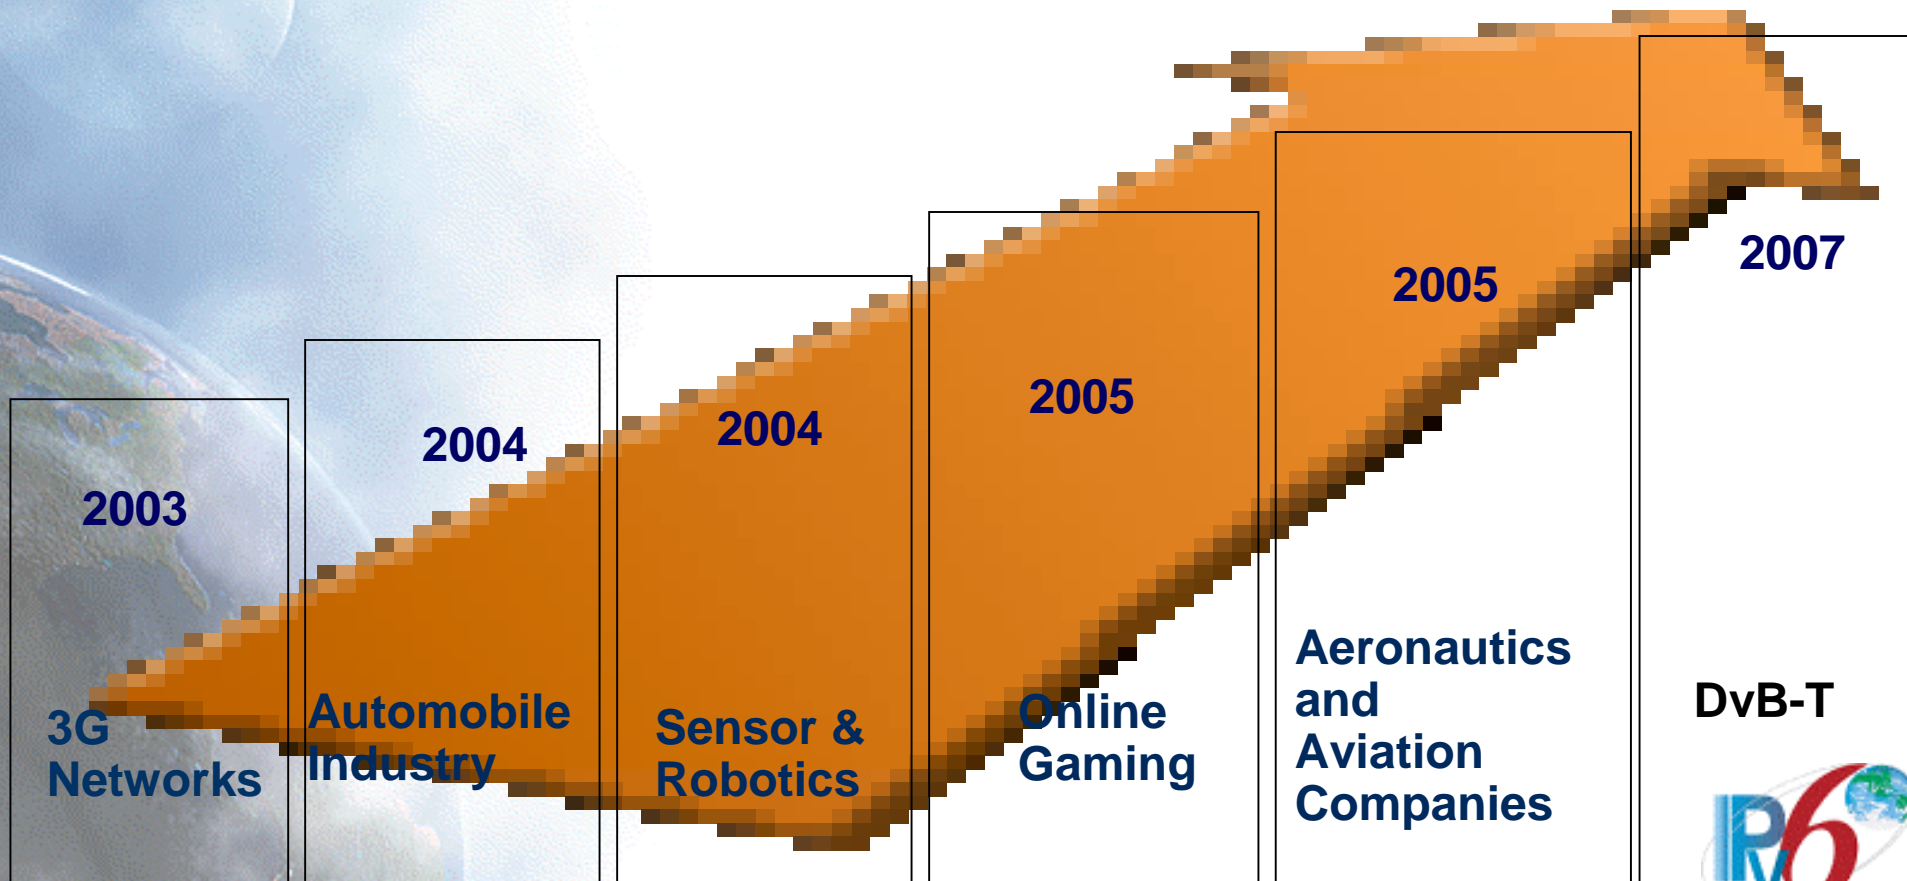 2003
3G
Networks
2004
Automobile
Industry
2004
Sensor &
Robotics
2005
Online
Gaming
2005
Aeronautics
and
Aviation
Companies
2007
DvB-T
IPv6